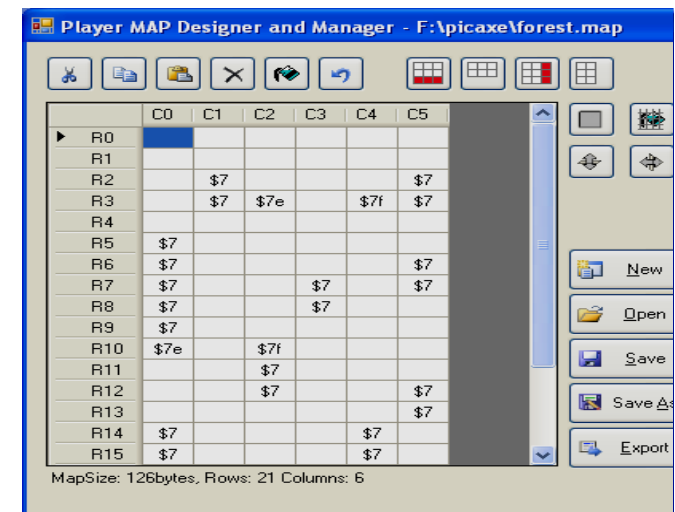 Player MAP Designer and Manager - F:\picaxe\forest.map
C0 C1 C2 C3 C4 C5
R0
R1
R2 $7 $7
R3 $7 $7e $7f $7
R4
R5 $7
R6 $7 $7
R7 $7 $7 $7
R8 $7 $7
R9 $7
R10 $7e $7f
R11 $7
R12 $7 $7
R13 $7
R14 $7 $7
R15 $7 $7
New
Open
Save
Save As
Export
MapSize: 126bytes, Rows: 21 Columns: 6